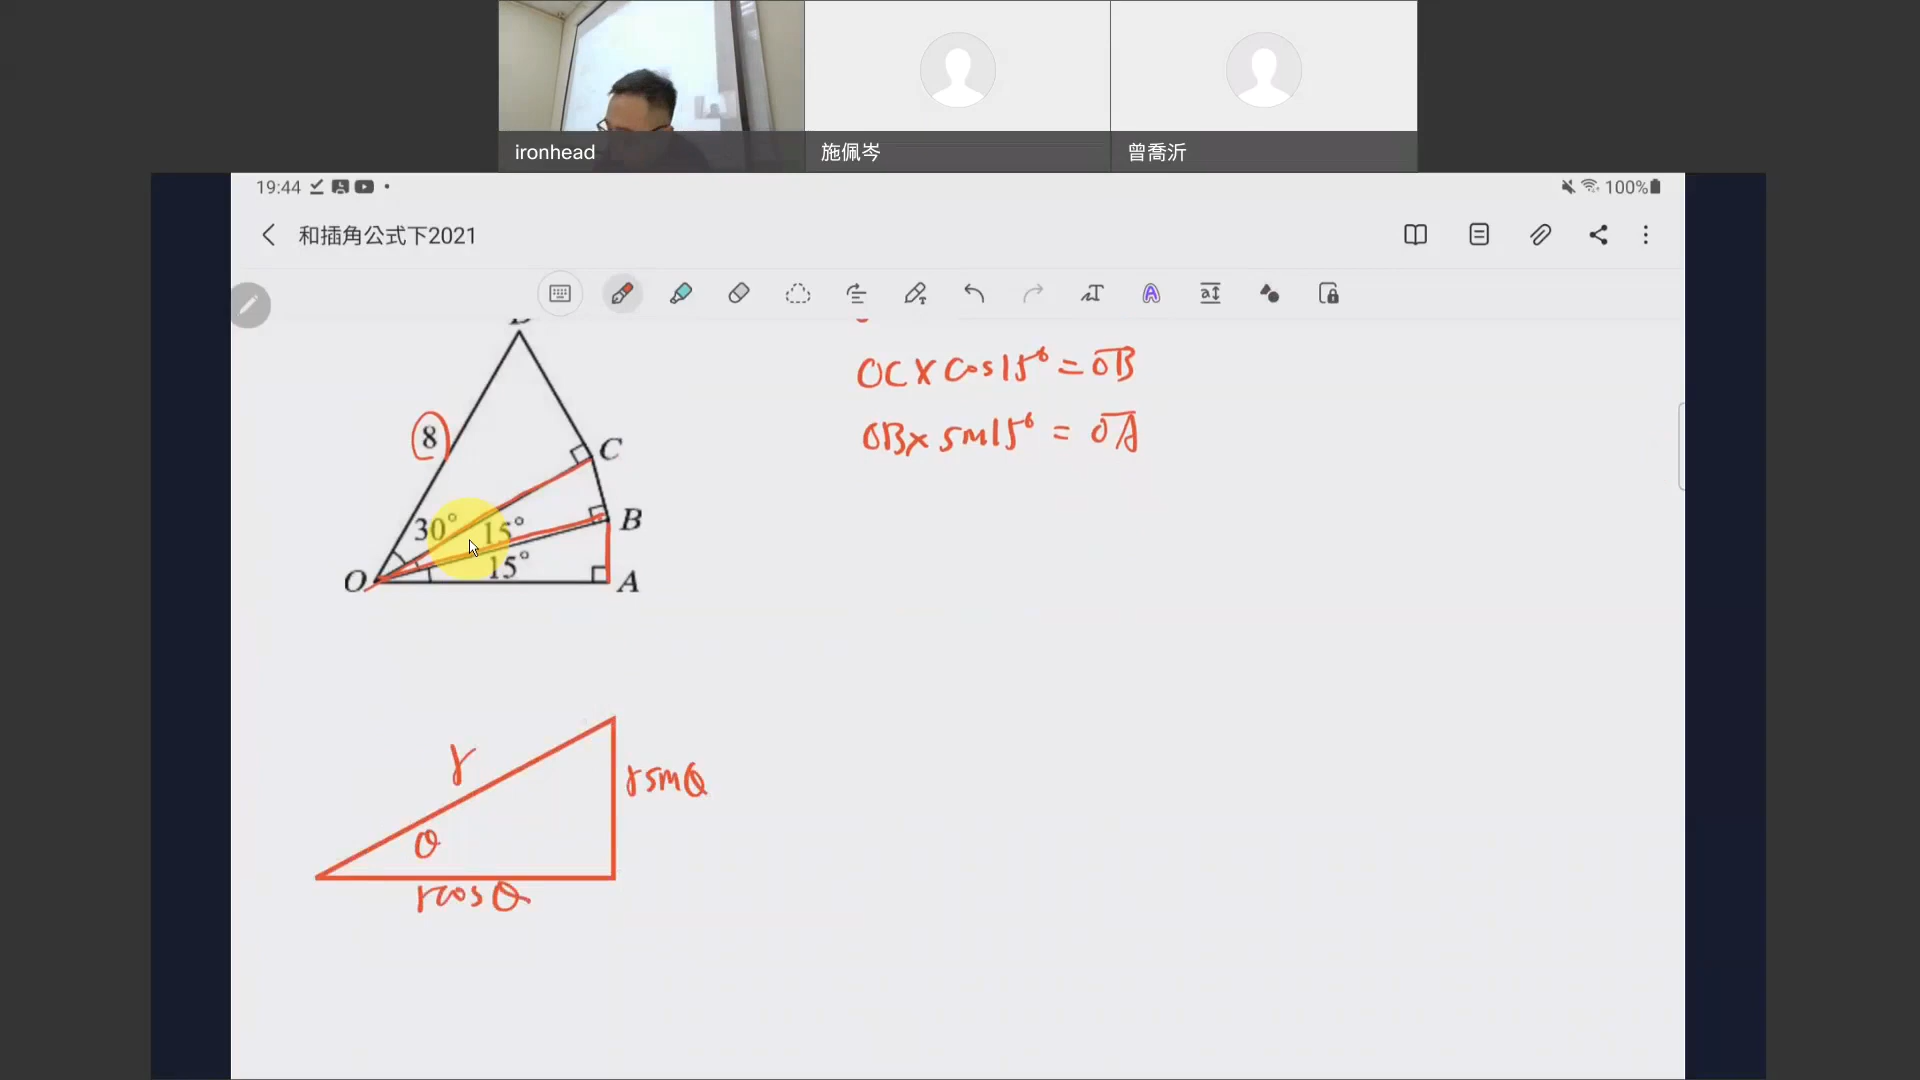 ironhead
施佩岑
曾喬沂
19:44
100%
和插角公式下2021
OC×cos15°=OB
OB×sin15°=OA
8
C
30°
15°
B
15°
O
A
r
rsinθ
θ
rcosθ